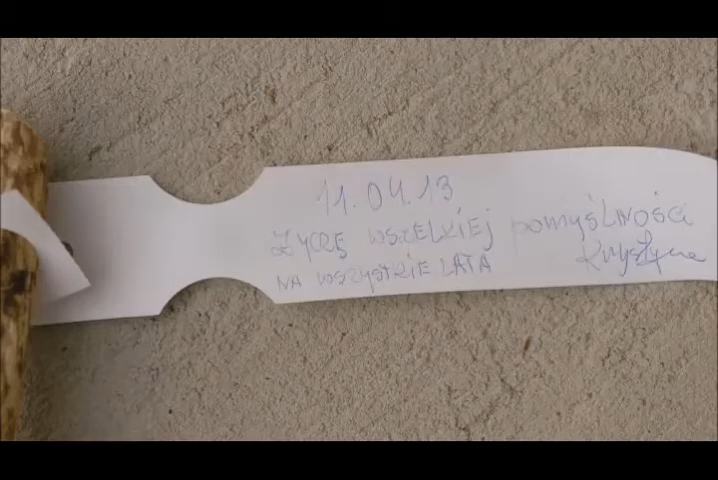 11.04.13
Życzę wszelkiej pomyślności
na wszystkie lata
Krystyna